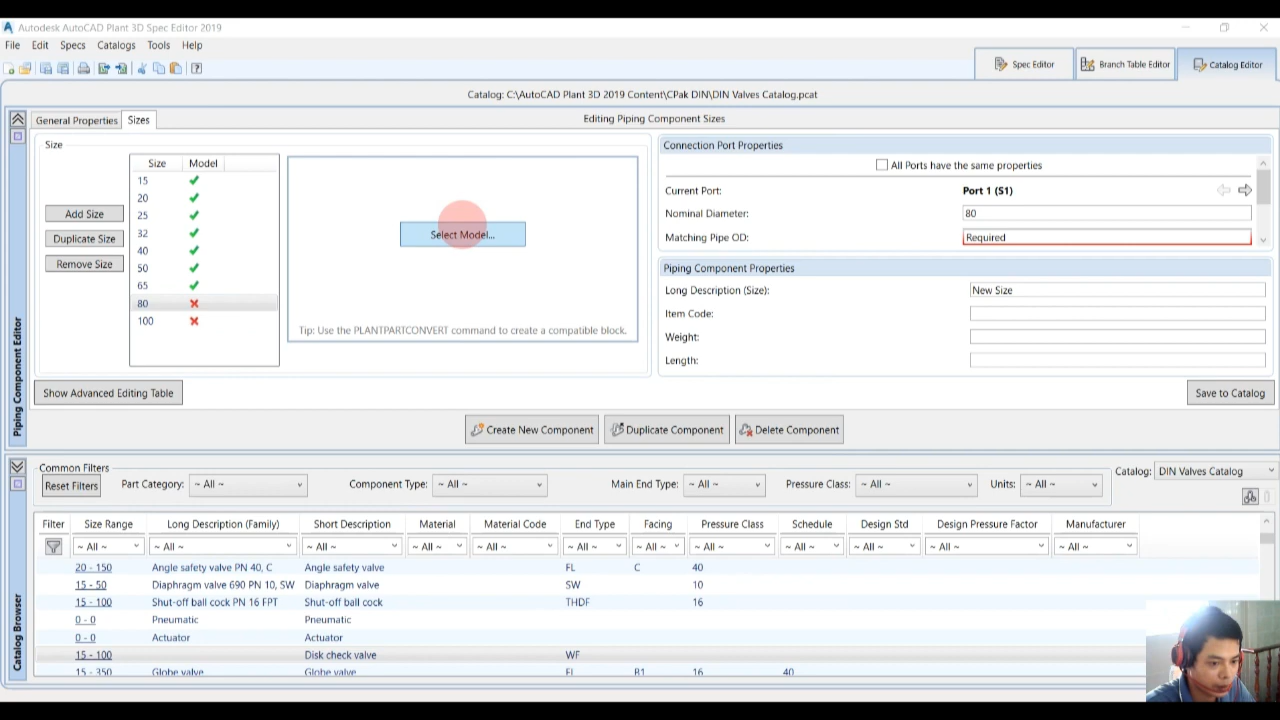 Autodesk AutoCAD Plant 3D Spec Editor 2019
File Edit Specs Catalogs Tools Help
Spec Editor Branch Table Editor Catalog Editor
Catalog: C:\AutoCAD Plant 3D 2019 Content\CPak DIN\DIN Valves Catalog.pcat
General Properties Sizes Editing Piping Component Sizes
Size
Size Model
15
20
25
32
40
50
65
80
100
Add Size
Duplicate Size
Remove Size
Select Model...
Tip: Use the PLANTPARTCONVERT command to create a compatible block.
Connection Port Properties
All Ports have the same properties
Current Port: Port 1 (S1)
Nominal Diameter: 80
Matching Pipe OD: Required
Piping Component Properties
Long Description (Size): New Size
Item Code:
Weight:
Length:
Show Advanced Editing Table Save to Catalog
Create New Component Duplicate Component Delete Component
Piping Component Editor
Common Filters
Reset Filters Part Category: ~ All ~ Component Type: ~ All ~ Main End Type: ~ All ~ Pressure Class: ~ All ~ Units: ~ All ~
Catalog: DIN Valves Catalog
Filter Size Range Long Description (Family) Short Description Material Material Code End Type Facing Pressure Class Schedule Design Std Design Pressure Factor Manufacturer
~ All ~ ~ All ~ ~ All ~ ~ All ~ ~ All ~ ~ All ~ ~ All ~ ~ All ~ ~ All ~ ~ All ~ ~ All ~ ~ All ~
20 - 150 Angle safety valve PN 40, C Angle safety valve FL C 40
15 - 50 Diaphragm valve 690 PN 10, SW Diaphragm valve SW 10
15 - 100 Shut-off ball cock PN 16 FPT Shut-off ball cock THDF 16
0 - 0 Pneumatic Pneumatic
0 - 0 Actuator Actuator
15 - 100 Disk check valve WF
15 - 350 Globe valve Globe valve FL R1 16 40
Catalog Browser